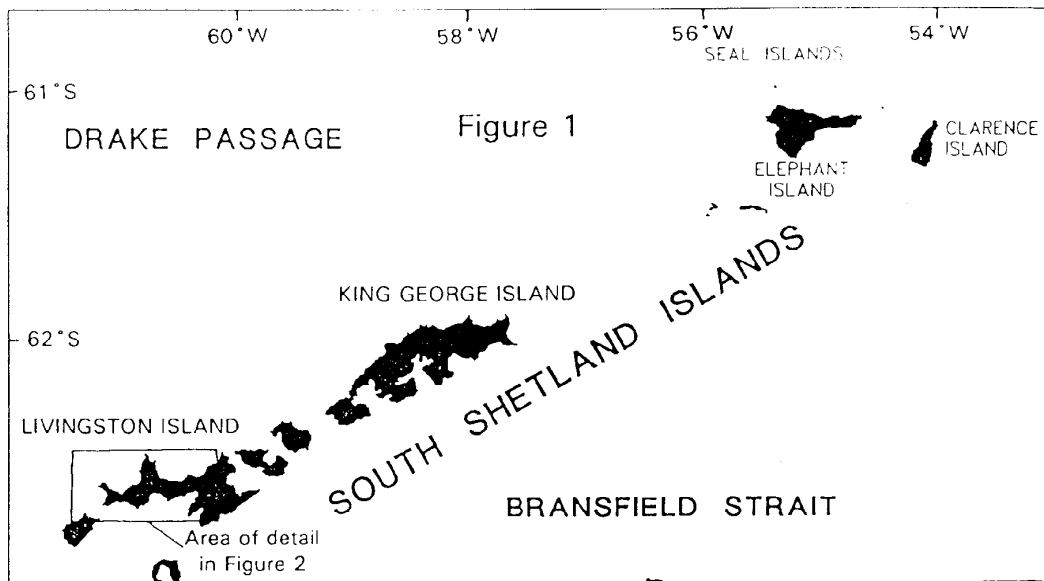 60°W 58°W 56°W 54°W
SEAL ISLANDS
61°S
DRAKE PASSAGE
Figure 1
CLARENCE
ISLAND
ELEPHANT
ISLAND
KING GEORGE ISLAND
62°S
SOUTH SHETLAND ISLANDS
LIVINGSTON ISLAND
BRANSFIELD STRAIT
Area of detail
in Figure 2